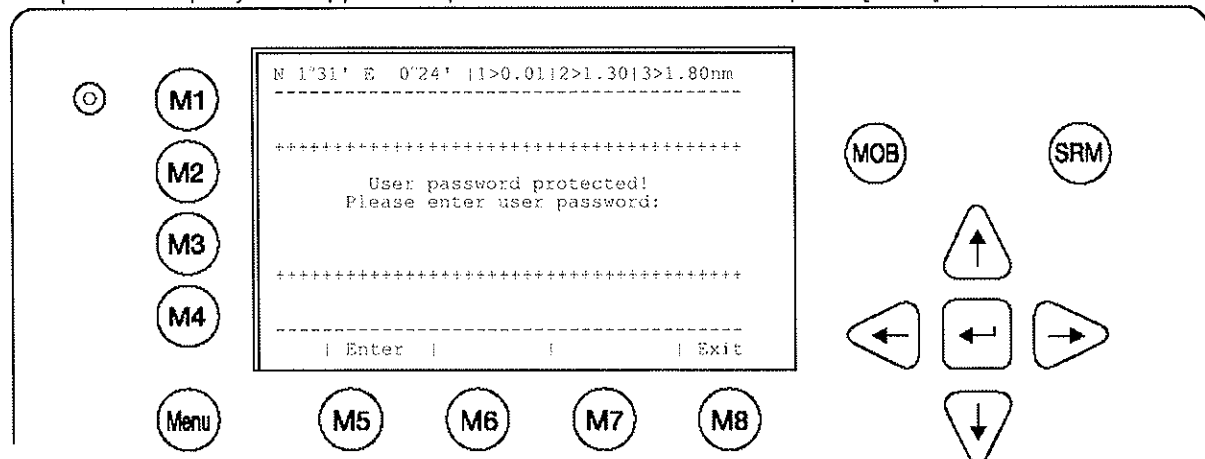 N 1°31' E 0°24' |1>0.01|2>1.30|3>1.80nm
User password protected!
Please enter user password:
| Enter | | | Exit
M1
M2
M3
M4
Menu
M5
M6
M7
M8
MOB
SRM